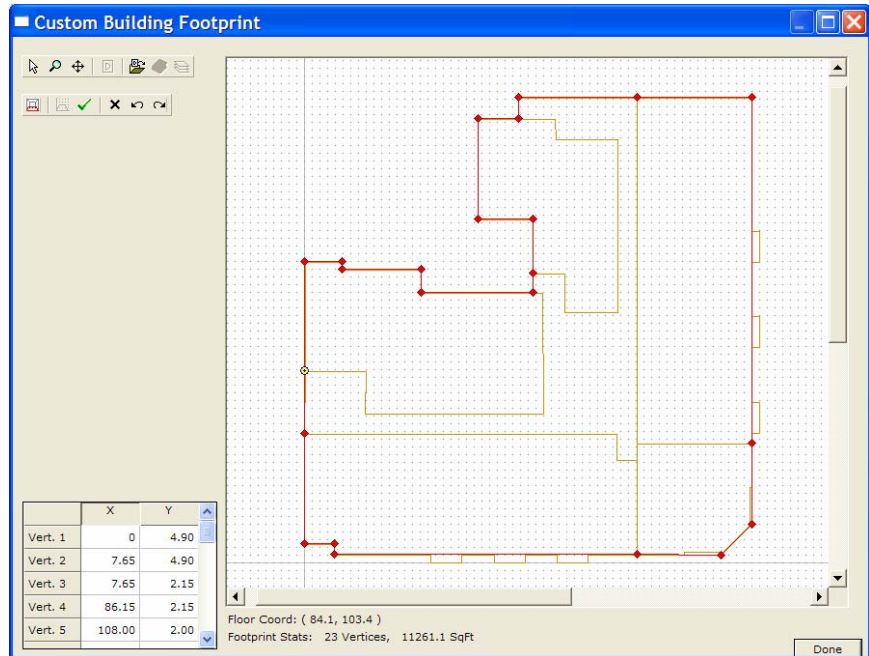 Custom Building Footprint
D
X Y
Vert. 1 0 4.90
Vert. 2 7.65 4.90
Vert. 3 7.65 2.15
Vert. 4 86.15 2.15
Vert. 5 108.00 2.00
Floor Coord: ( 84.1, 103.4 )
Footprint Stats: 23 Vertices, 11261.1 SqFt
Done